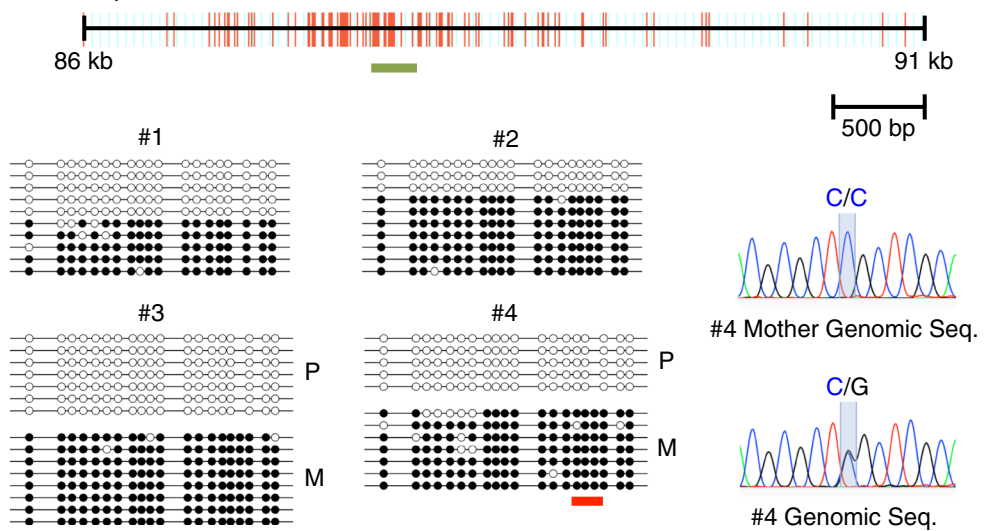 86 kb
91 kb
500 bp
#1
#2
C/C
#4 Mother Genomic Seq.
#3
#4
P
M
P
M
C/G
#4 Genomic Seq.